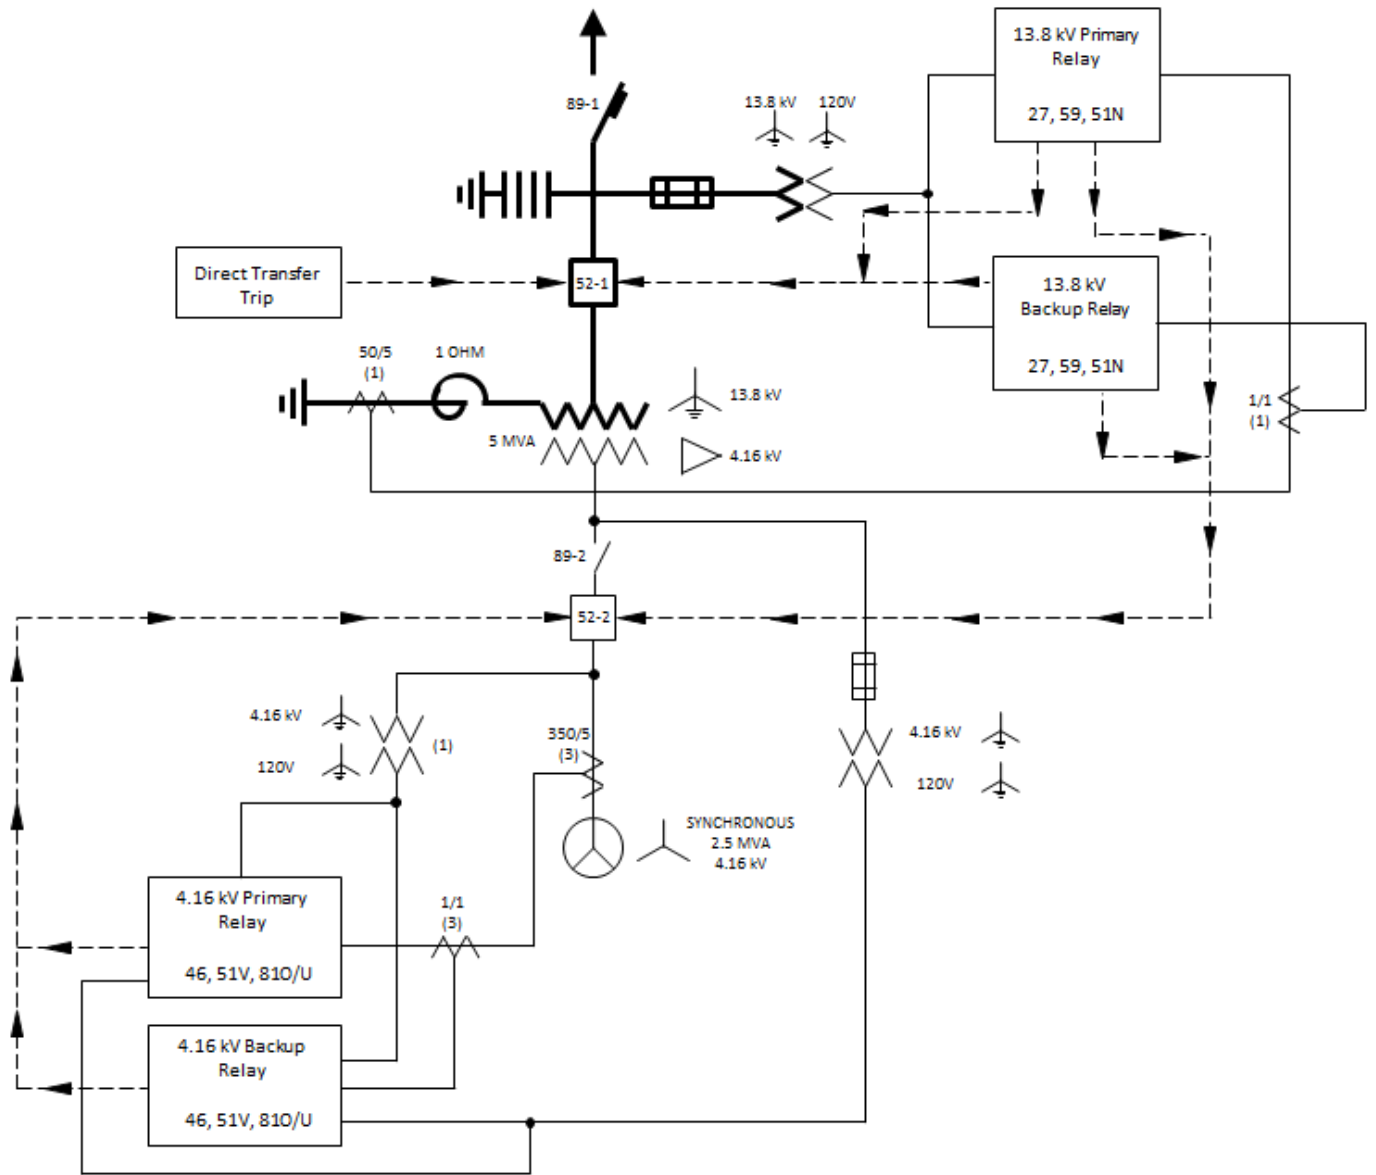 13.8 kV Primary
Relay
27, 59, 51N
89-1
13.8 kV
120V
Direct Transfer
Trip
52-1
13.8 kV
Backup Relay
27, 59, 51N
50/5
(1)
1 OHM
13.8 kV
1/1
(1)
5 MVA
4.16 kV
89-2
52-2
4.16 kV
120V
(1)
350/5
(3)
4.16 kV
120V
SYNCHRONOUS
2.5 MVA
4.16 kV
4.16 kV Primary
Relay
46, 51V, 81O/U
1/1
(3)
4.16 kV Backup
Relay
46, 51V, 81O/U